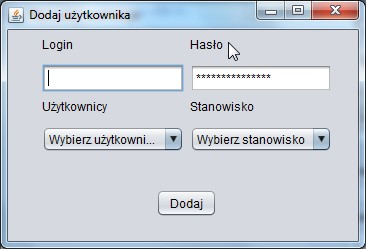 Dodaj użytkownika
Login Hasło
***************
Użytkownicy Stanowisko
Wybierz użytkowni... Wybierz stanowisko
Dodaj